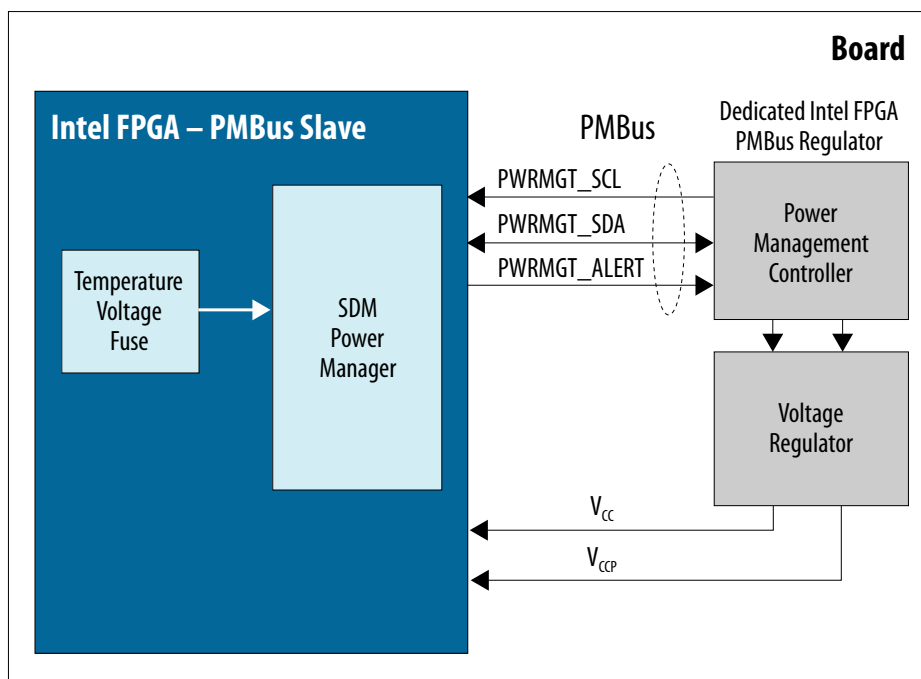 Board
Intel FPGA – PMBus Slave
PMBus
Dedicated Intel FPGA
PMBus Regulator
PWRMGT_SCL
PWRMGT_SDA
PWRMGT_ALERT
Power
Management
Controller
Temperature
Voltage
Fuse
SDM
Power
Manager
Voltage
Regulator
VCC
VCCP